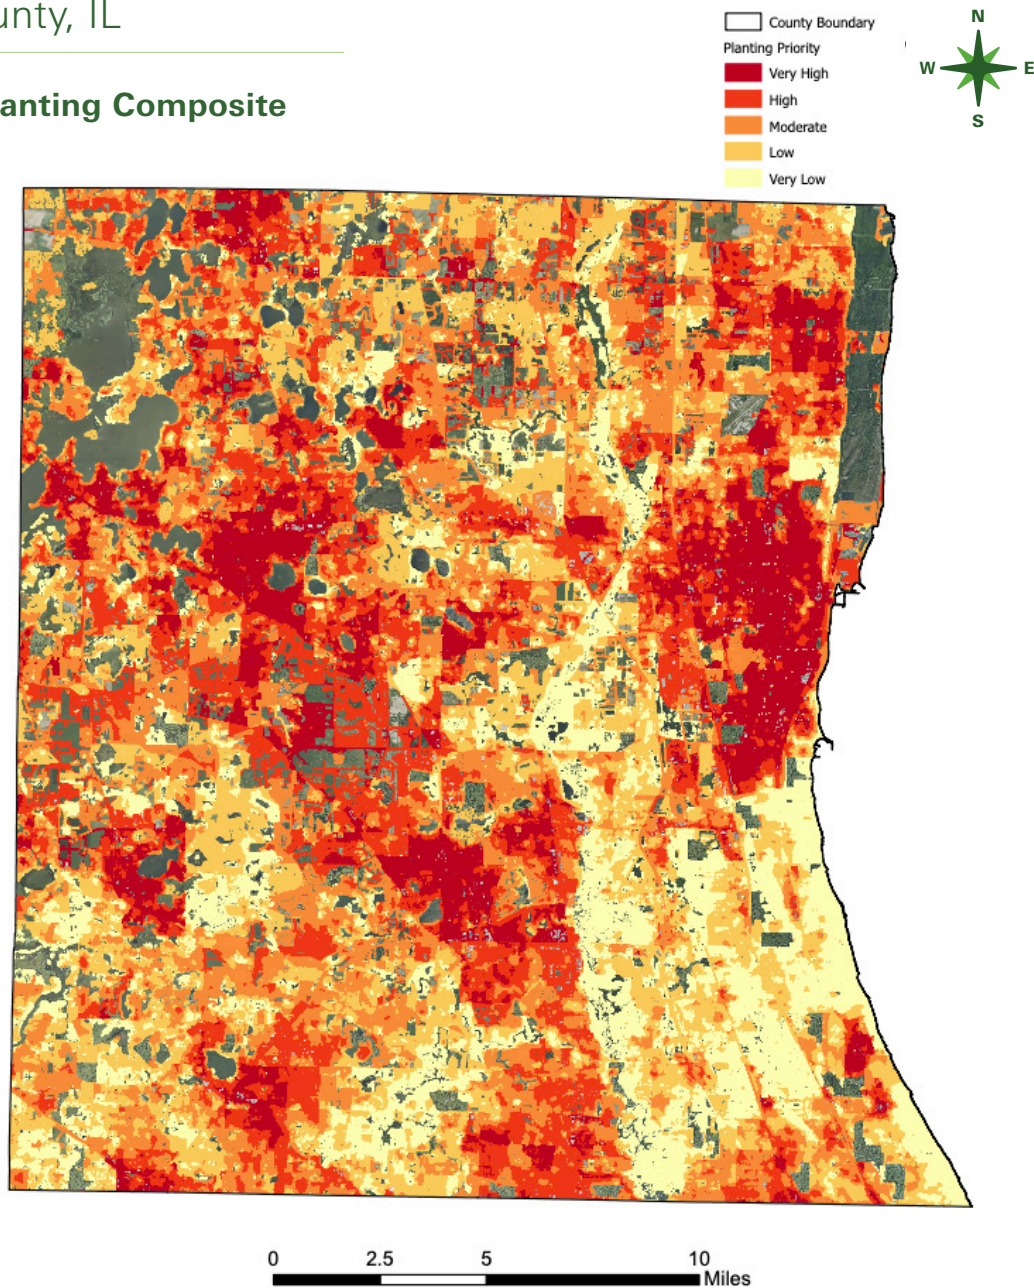 unty, IL
anting Composite
County Boundary
Planting Priority
Very High
High
Moderate
Low
Very Low
N
W E
S
0 2.5 5 10
Miles